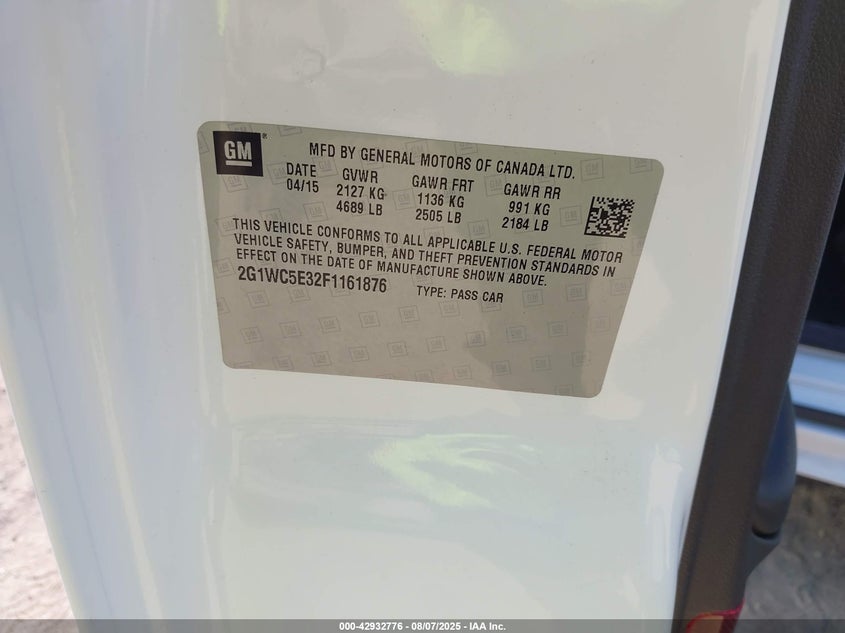 GM®
MFD BY GENERAL MOTORS OF CANADA LTD.
DATE GVWR GAWR FRT GAWR RR
04/15 2127 KG 1136 KG 991 KG
4689 LB 2505 LB 2184 LB
THIS VEHICLE CONFORMS TO ALL APPLICABLE U.S. FEDERAL MOTOR
VEHICLE SAFETY, BUMPER, AND THEFT PREVENTION STANDARDS IN
EFFECT ON THE DATE OF MANUFACTURE SHOWN ABOVE.
2G1WC5E32F1161876 TYPE: PASS CAR
000-42932776 - 08/07/2025 - IAA Inc.